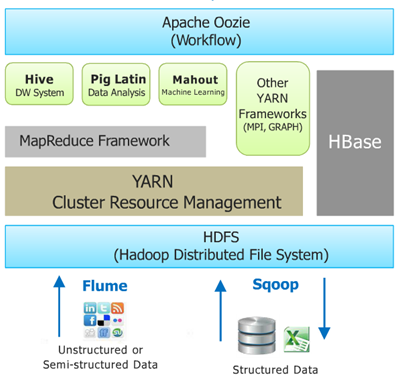 Apache Oozie
(Workflow)
Hive
DW System
Pig Latin
Data Analysis
Mahout
Machine Learning
Other
YARN
Frameworks
(MPI, GRAPH)
HBase
MapReduce Framework
YARN
Cluster Resource Management
HDFS
(Hadoop Distributed File System)
Flume
Sqoop
Unstructured or
Semi-structured Data
Structured Data